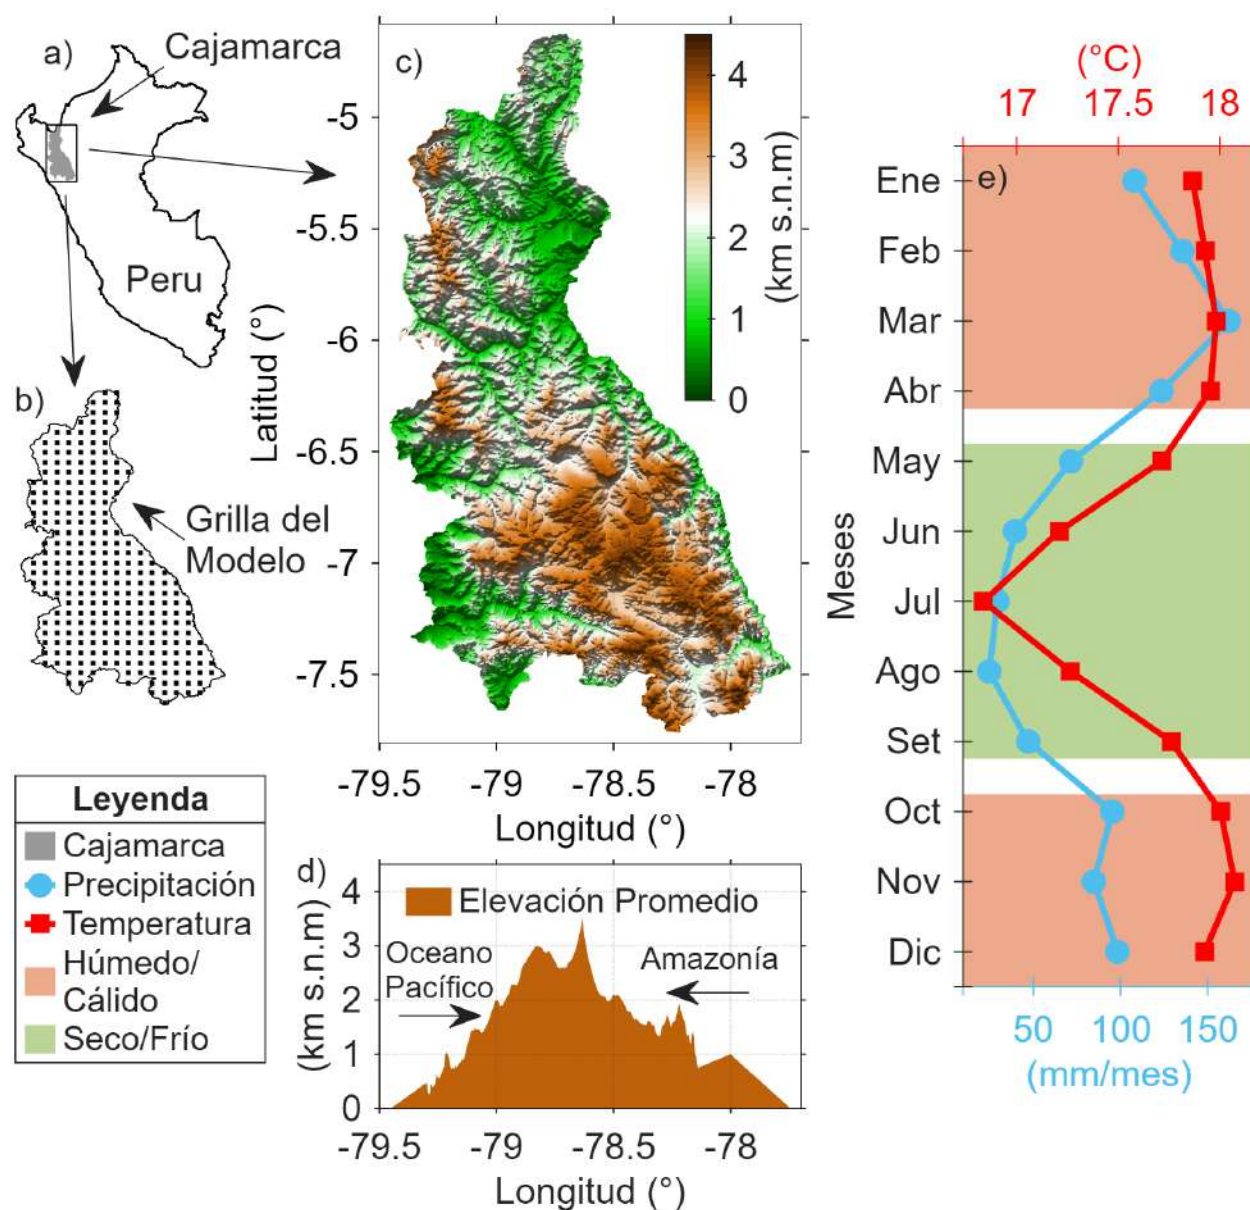 a)
Cajamarca
Peru
b)
Grilla del
Modelo
c)
4
3
2
1
0
(km s.n.m)
-5
-5.5
-6
-6.5
-7
-7.5
Latitud (°)
-79.5
-79
-78.5
-78
Longitud (°)
Leyenda
Cajamarca
Precipitación
Temperatura
Húmedo/
Cálido
Seco/Frío
d)
4
3
2
1
0
(km s.n.m)
Elevación Promedio
Oceano
Pacífico
Amazonía
-79.5
-79
-78.5
-78
Longitud (°)
(°C)
17
17.5
18
e)
Meses
Ene
Feb
Mar
Abr
May
Jun
Jul
Ago
Set
Oct
Nov
Dic
50
100
150
(mm/mes)